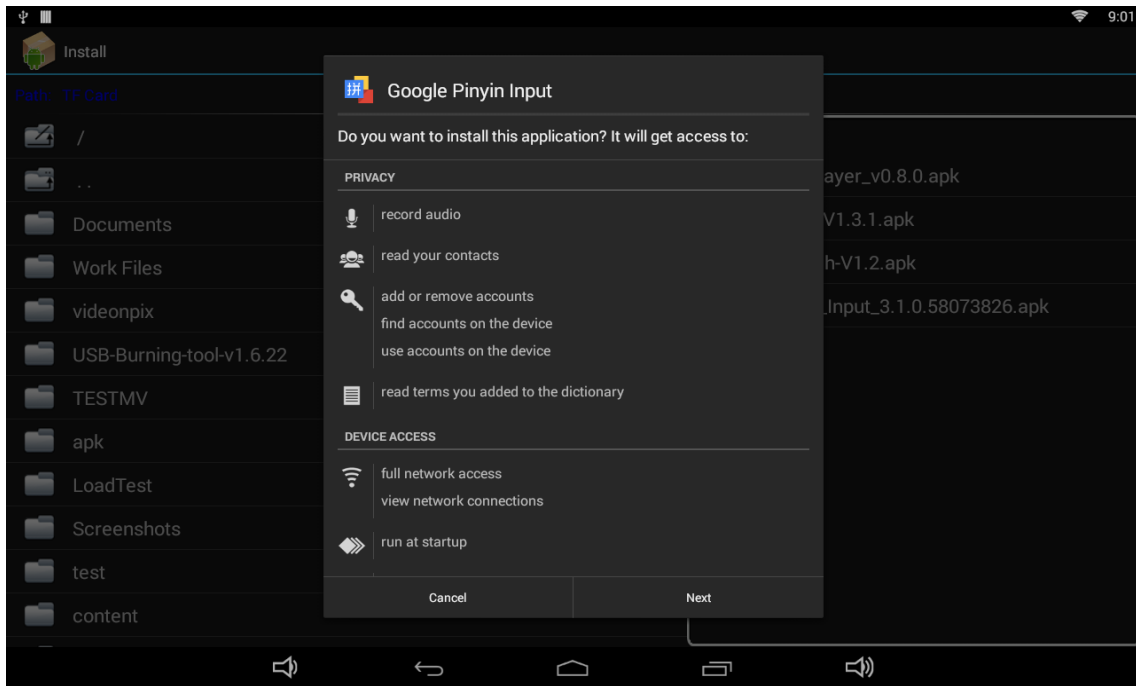 9:01
Install
Path: TF Card
拼
Google Pinyin Input
Do you want to install this application? It will get access to:
PRIVACY
record audio
read your contacts
add or remove accounts
find accounts on the device
use accounts on the device
read terms you added to the dictionary
DEVICE ACCESS
full network access
view network connections
run at startup
Cancel
Next
/
. .
Documents
Work Files
videonpix
USB-Burning-tool-v1.6.22
TESTMV
apk
LoadTest
Screenshots
test
content
ayer_v0.8.0.apk
V1.3.1.apk
h-V1.2.apk
_Input_3.1.0.58073826.apk